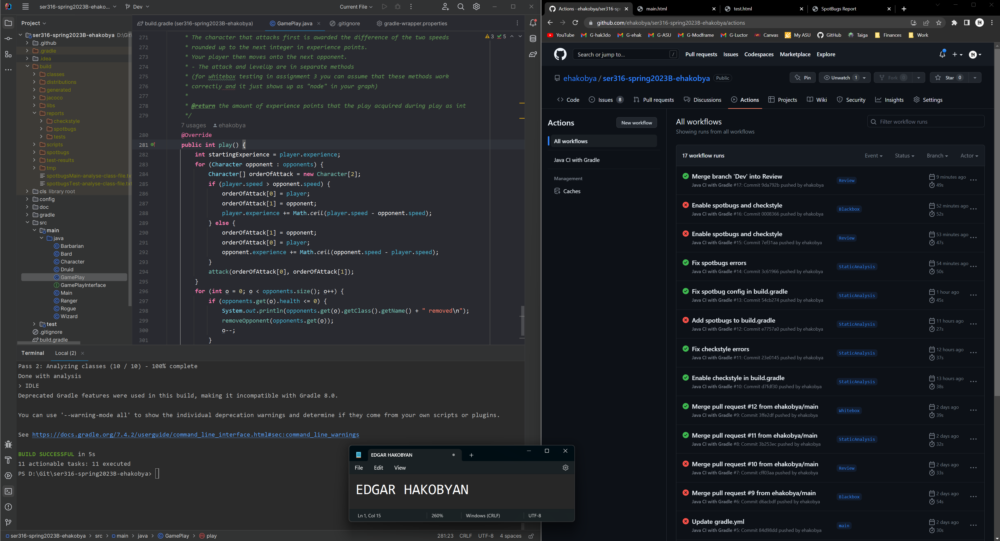 ser316-spring2023B-ehako...
Dev
Current File
Project
build.gradle (ser316-spring2023B-ehakobya)
GamePlay.java
.gitignore
gradle-wrapper.properties
ser316-spring2023B-ehakobya D:\Git\
.github
.gradle
.idea
build
classes
distributions
generated
jacoco
libs
reports
checkstyle
spotbugs
tests
scripts
spotbugs
test-results
tmp
spotbugsMain-analyse-class-file.tx
spotbugsTest-analyse-class-file.txt
cls library root
config
doc
gradle
src
main
java
Barbarian
Bard
Character
Druid
GamePlay
GamePlayInterface
Main
Ranger
Rogue
Wizard
test
.gitignore
build.gradle
3 5
271 * The character that attacks first is awarded the difference of the two speeds
272 * rounded up to the next integer in experience points.
273 * Your player then moves onto the next opponent.
274 * - The attack and levelUp are in separate methods
275 * (for whitebox testing in assignment 3 you can assume that these methods work
276 * correctly and it just shows up as "node" in your graph)
277 *
278 * @return the amount of experience points that the play acquired during play as int
279 */
7 usages ehakobya
280 @Override
281 public int play() {
282 int startingExperience = player.experience;
283 for (Character opponent : opponents) {
284 Character[] orderOfAttack = new Character[2];
285 if (player.speed > opponent.speed) {
286 orderOfAttack[0] = player;
287 orderOfAttack[1] = opponent;
288 player.experience += Math.ceil(player.speed - opponent.speed);
289 } else {
290 orderOfAttack[1] = opponent;
291 orderOfAttack[0] = player;
292 opponent.experience += Math.ceil(opponent.speed - player.speed);
293 }
294 attack(orderOfAttack[0], orderOfAttack[1]);
295 }
296 for (int o = 0; o < opponents.size(); o++) {
297 if (opponents.get(o).health <= 0) {
298 System.out.println(opponents.get(o).getClass().getName() + " removed\n");
299 removeOpponent(opponents.get(o));
300 o--;
301 }
Terminal Local (2)
Pass 2: Analyzing classes (10 / 10) - 100% complete
Done with analysis
> IDLE
Deprecated Gradle features were used in this build, making it incompatible with Gradle 8.0.
You can use '--warning-mode all' to show the individual deprecation warnings and determine if they come from your own scripts or plugins.
See https://docs.gradle.org/7.4.2/userguide/command_line_interface.html#sec:command_line_warnings
BUILD SUCCESSFUL in 5s
11 actionable tasks: 11 executed
PS D:\Git\ser316-spring2023B-ehakobya>
ser316-spring2023B-ehakobya > src > main > java > GamePlay > play
281:23 CRLF UTF-8 4 spaces
EDGAR HAKOBYAN
File Edit View
EDGAR HAKOBYAN
Ln 1, Col 15 260% Windows (CRLF) UTF-8
Actions · ehakobya/ser316-spr
main.html
test.html
SpotBugs Report
github.com/ehakobya/ser316-spring2023B-ehakobya/actions
YouTube G-hak3do G-ehak G-ASU G-Modframe G-Luctor Canvas My ASU GitHub Taiga Finances Work
Search or jump to... /
Pull requests Issues Codespaces Marketplace Explore
ehakobya / ser316-spring2023B-ehakobya Public
Pin Unwatch 1 Fork 0 Star 0
Code Issues 8 Pull requests Discussions Actions Projects Wiki Security Insights Settings
Actions
New workflow
All workflows
Java CI with Gradle
Management
Caches
All workflows
Showing runs from all workflows
Filter workflow runs
17 workflow runs
Event Status Branch Actor
Merge branch 'Dev' into Review
Java CI with Gradle #17: Commit 9da792b pushed by ehakobya
Review
9 minutes ago
49s
Enable spotbugs and checkstyle
Java CI with Gradle #16: Commit 0008366 pushed by ehakobya
Blackbox
52 minutes ago
52s
Enable spotbugs and checkstyle
Java CI with Gradle #15: Commit 7ef31aa pushed by ehakobya
Review
53 minutes ago
47s
Fix spotbugs errors
Java CI with Gradle #14: Commit 3c61966 pushed by ehakobya
StaticAnalysis
54 minutes ago
50s
Fix spotbug config in build.gradle
Java CI with Gradle #13: Commit 54cb274 pushed by ehakobya
StaticAnalysis
1 hour ago
45s
Add spotbugs to build.gradle
Java CI with Gradle #12: Commit e7757a0 pushed by ehakobya
StaticAnalysis
11 hours ago
27s
Fix checkstyle errors
Java CI with Gradle #11: Commit 23e0145 pushed by ehakobya
StaticAnalysis
12 hours ago
37s
Enable checkstyle in build.gradle
Java CI with Gradle #10: Commit d7fdf30 pushed by ehakobya
StaticAnalysis
13 hours ago
38s
Merge pull request #12 from ehakobya/main
Java CI with Gradle #9: Commit 3ffe2df pushed by ehakobya
Whitebox
2 days ago
39s
Merge pull request #11 from ehakobya/main
Java CI with Gradle #8: Commit 3b253ec pushed by ehakobya
StaticAnalysis
2 days ago
32s
Merge pull request #10 from ehakobya/main
Java CI with Gradle #7: Commit cff03aa pushed by ehakobya
Review
2 days ago
33s
Merge pull request #9 from ehakobya/main
Java CI with Gradle #6: Commit d6acbdf pushed by ehakobya
Blackbox
2 days ago
54s
Update gradle.yml
Java CI with Gradle #5: Commit 84d98dd pushed by ehakobya
main
2 days ago
30s